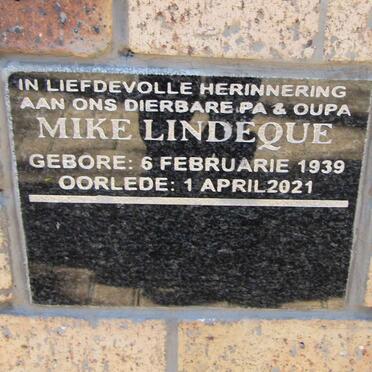 IN LIEFDEVOLLE HERINNERING
AAN ONS DIERBARE PA & OUPA
MIKE LINDEQUE
GEBORE: 6 FEBRUARIE 1939
OORLEDE: 1 APRIL 2021